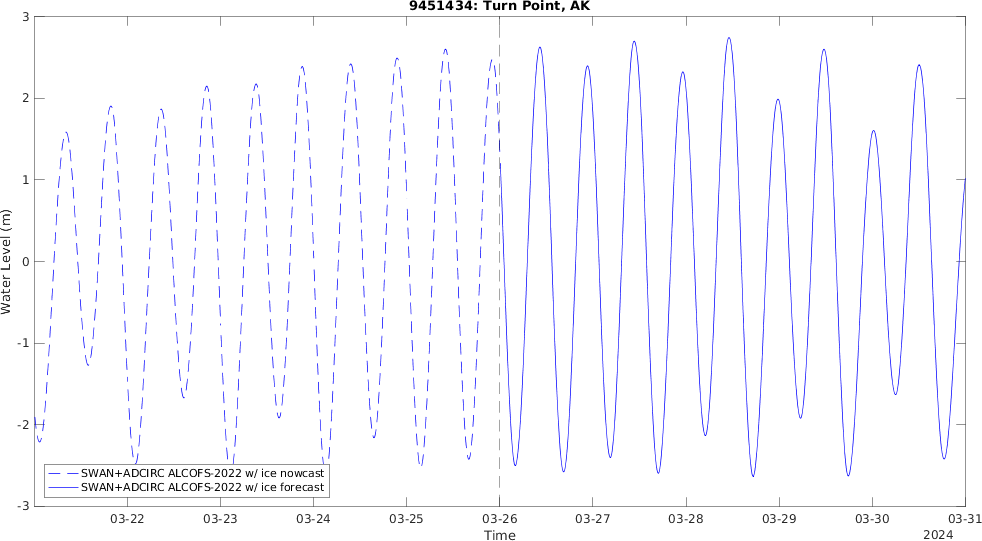 9451434: Turn Point, AK
3
2
1
0
-1
-2
-3
Water Level (m)
SWAN+ADCIRC ALCOFS-2022 w/ ice nowcast
SWAN+ADCIRC ALCOFS-2022 w/ ice forecast
03-22 03-23 03-24 03-25 03-26 03-27 03-28 03-29 03-30 03-31
Time
2024